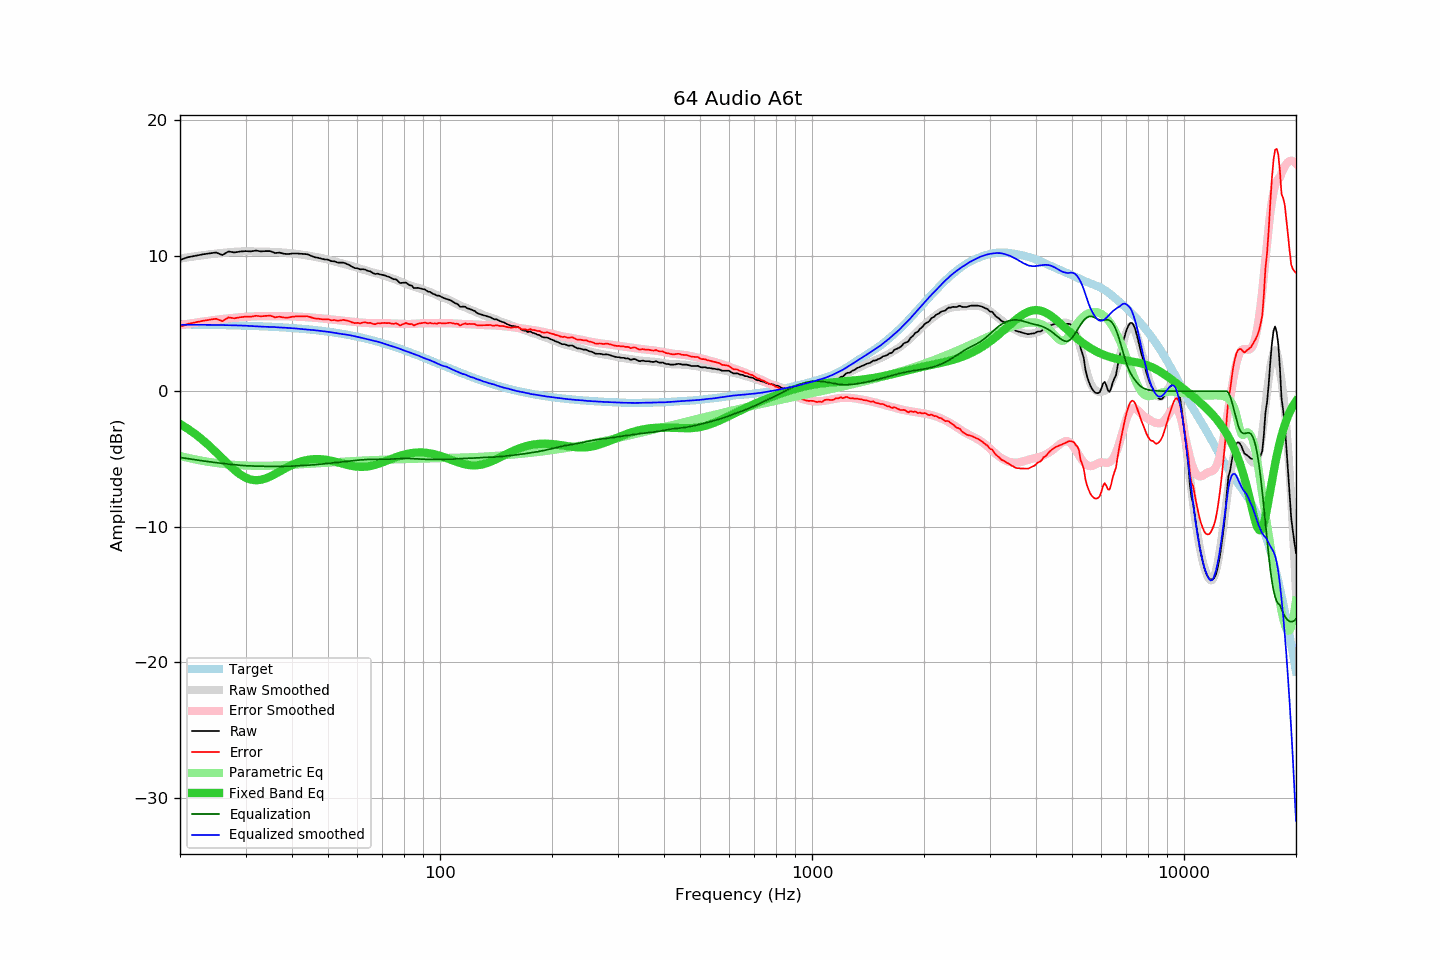 64 Audio A6t
20
10
0
−10
−20
−30
Amplitude (dBr)
Target
Raw Smoothed
Error Smoothed
Raw
Error
Parametric Eq
Fixed Band Eq
Equalization
Equalized smoothed
100
1000
10000
Frequency (Hz)